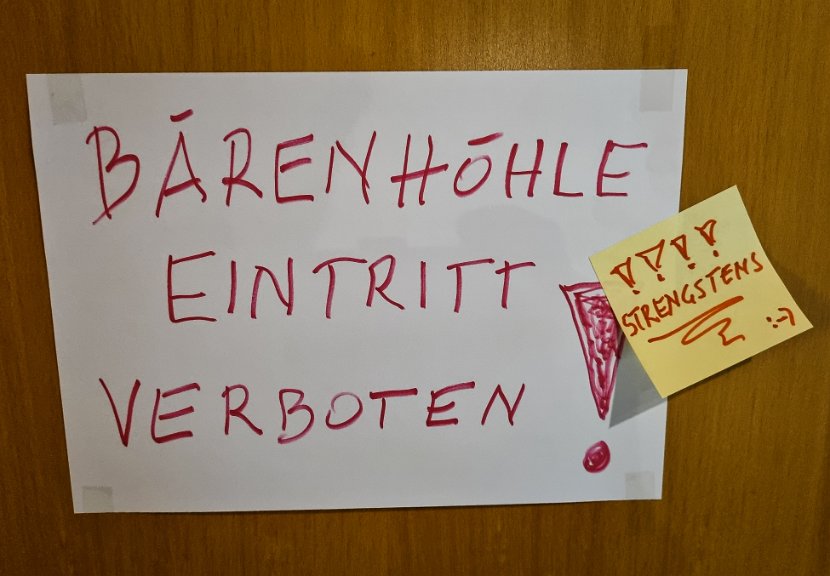 BÄRENHÖHLE
EINTRITT
VERBOTEN !
!!!!
STRENGSTENS
:-)